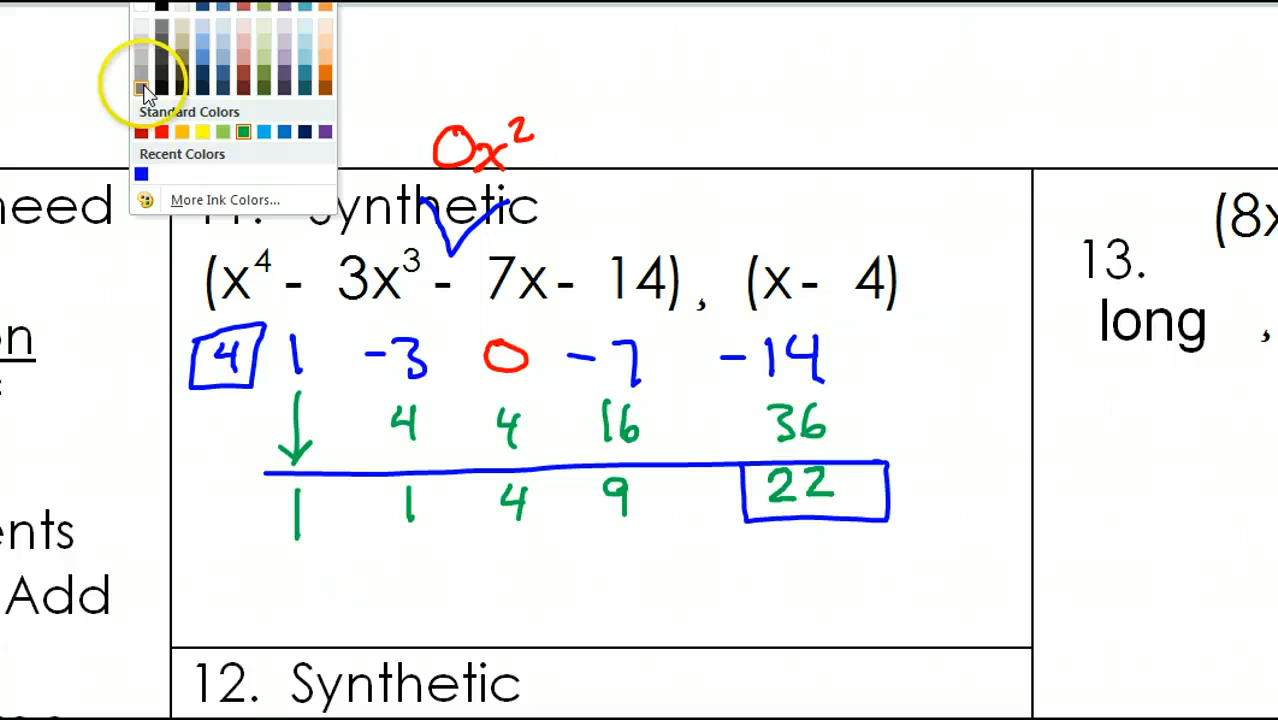 Standard Colors
Recent Colors
More Ink Colors...
0x²
need
Synthetic
(x⁴ - 3x³ - 7x - 14), (x - 4)
4 1 -3 0 -7 -14
4 4 16 36
1 1 4 9 22
(8x
13.
long ,
on
:
ents
Add
12. Synthetic